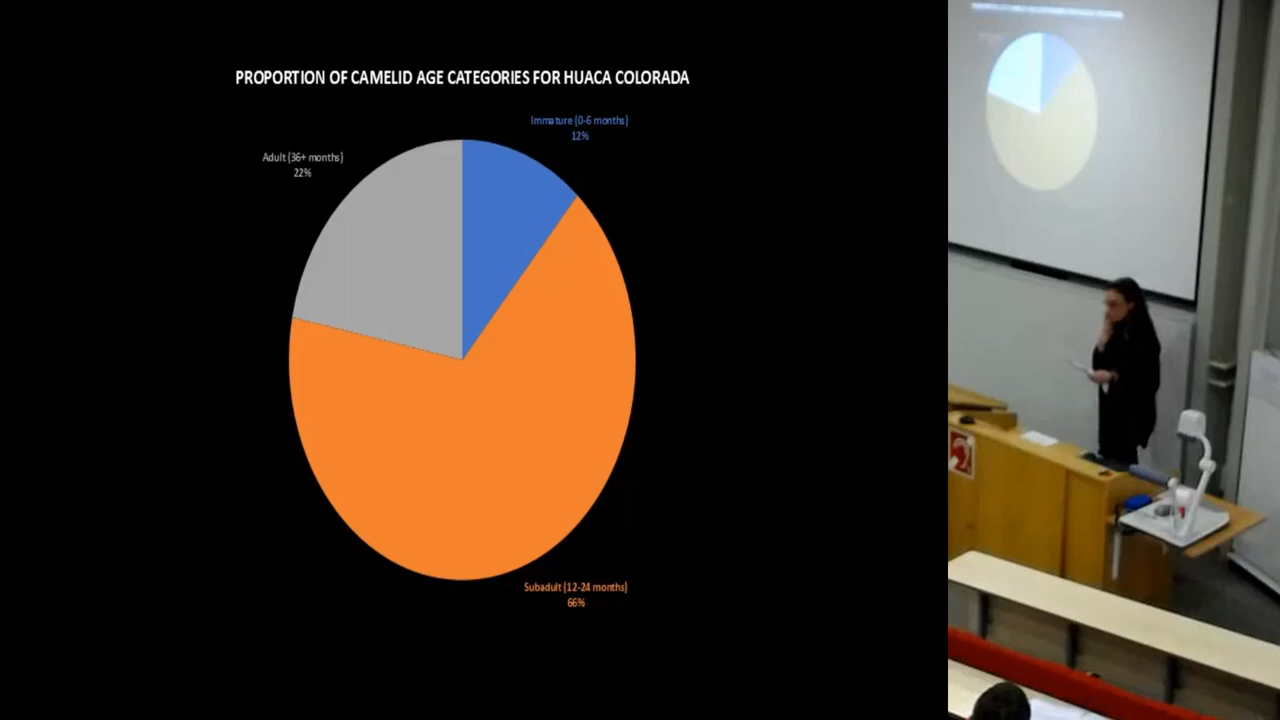 PROPORTION OF CAMELID AGE CATEGORIES FOR HUACA COLORADA
Immature (0-6 months)
12%
Adult (36+ months)
22%
Subadult (12-24 months)
66%